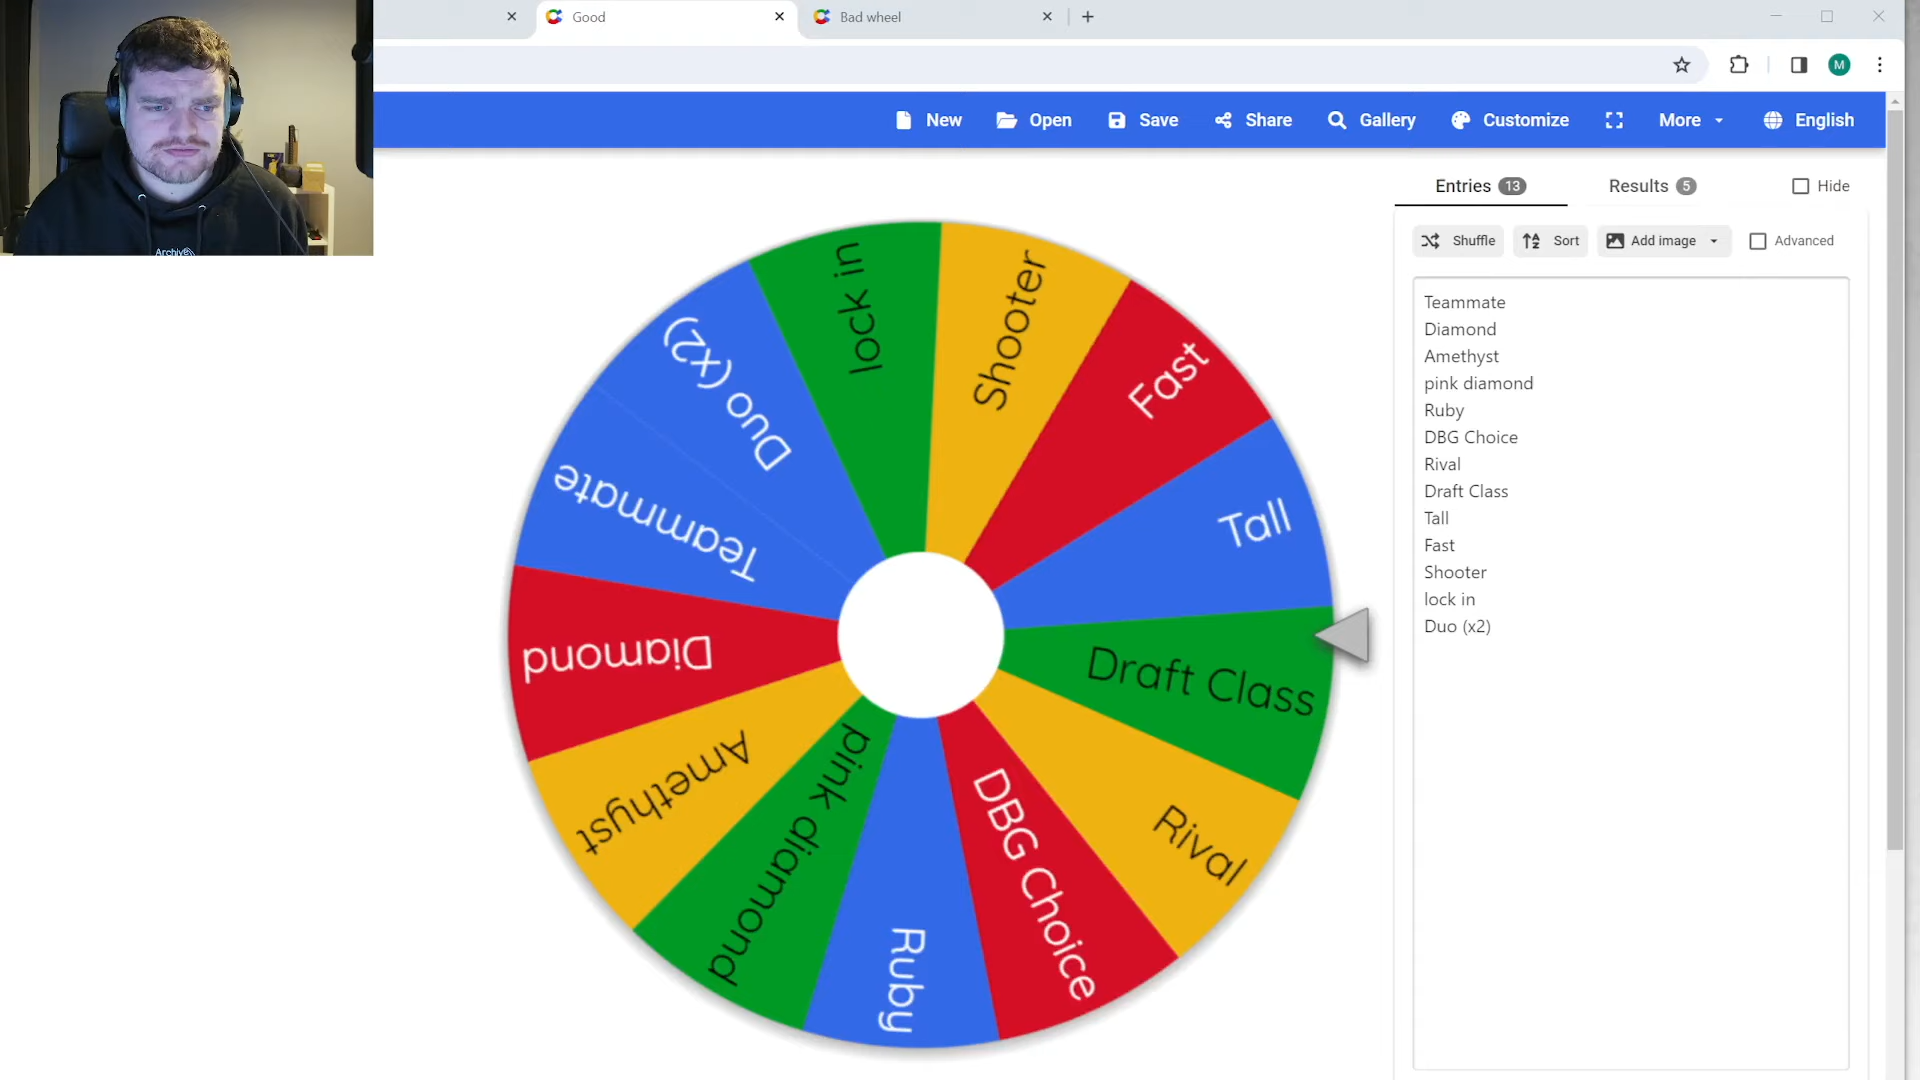 Good
Bad wheel
M
New
Open
Save
Share
Gallery
Customize
More
English
Archive
Entries 13
Results 5
Hide
Shuffle
Sort
Add image
Advanced
Teammate
Diamond
Amethyst
pink diamond
Ruby
DBG Choice
Rival
Draft Class
Tall
Fast
Shooter
lock in
Duo (x2)
lock in
Shooter
Fast
Tall
Draft Class
Rival
DBG Choice
Ruby
pink diamond
Amethyst
Diamond
Teammate
Duo (x2)